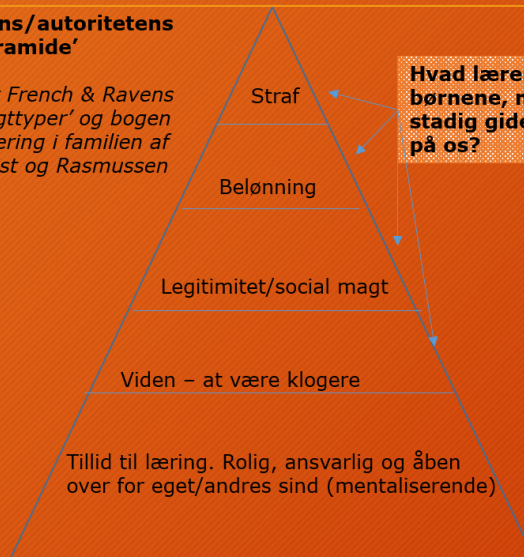 ns/autoritetens
ramide’
French & Ravens
gttyper’ og bogen
ering i familien af
st og Rasmussen
Straf
Hvad lære
børnene,
stadig gide
på os?
Belønning
Legitimitet/social magt
Viden – at være klogere
Tillid til læring. Rolig, ansvarlig og åben
over for eget/andres sind (mentaliserende)